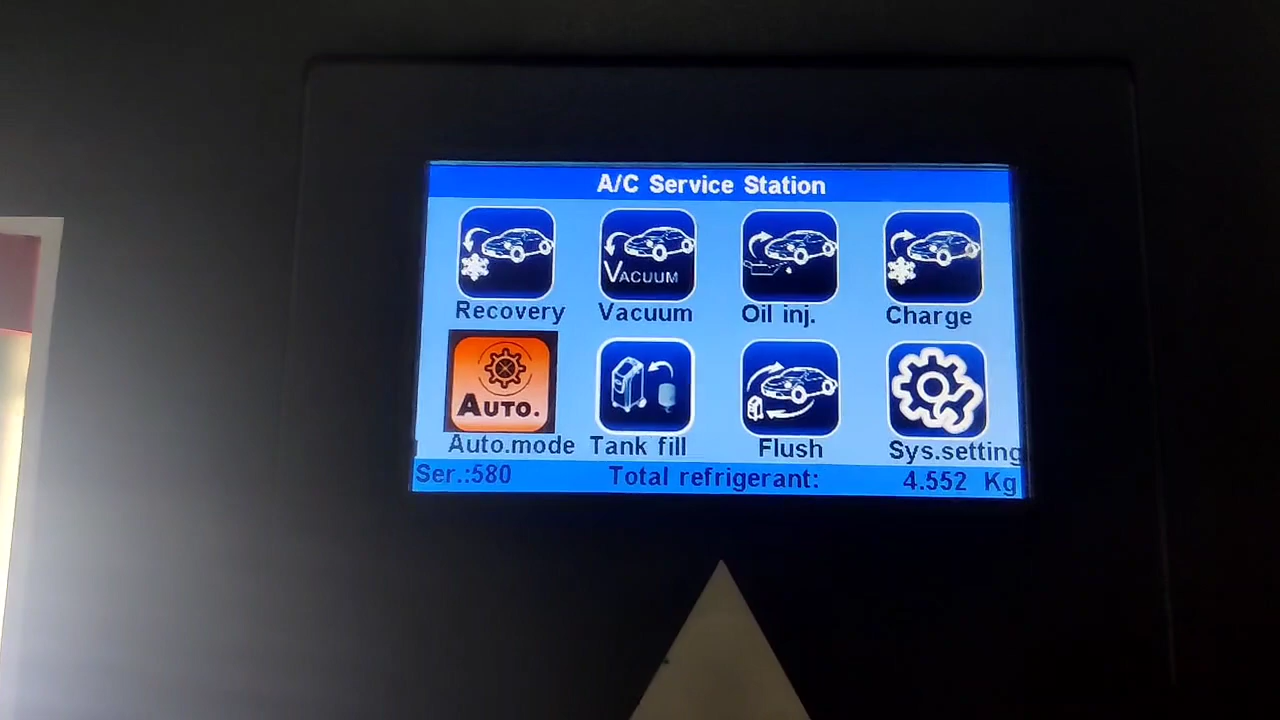 A/C Service Station
VACUUM
Recovery Vacuum Oil inj. Charge
AUTO.
Auto.mode Tank fill Flush Sys.setting
Ser.:580 Total refrigerant: 4.552 Kg